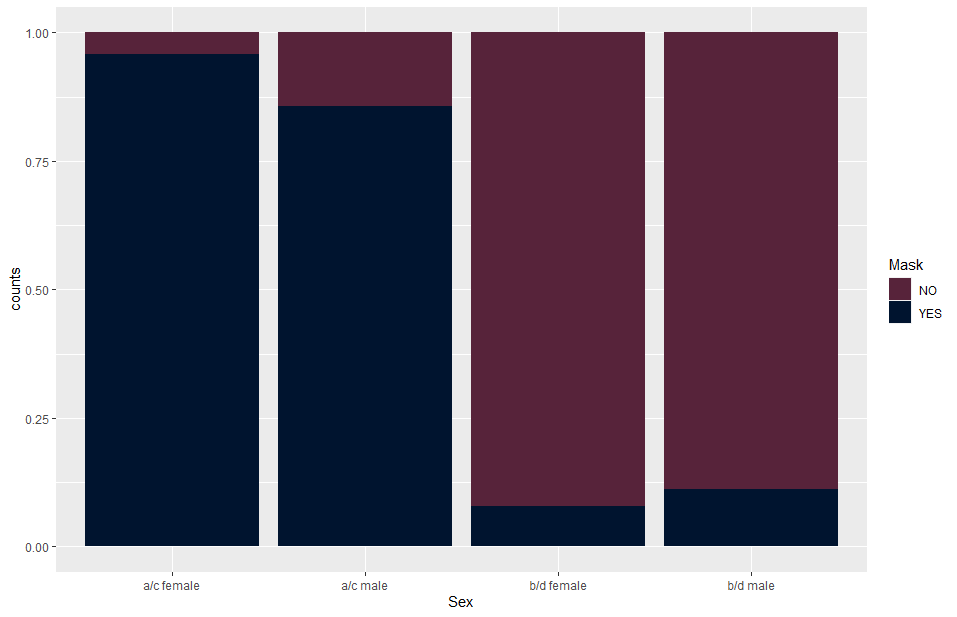 1.00
0.75
0.50
0.25
0.00
counts
a/c female
a/c male
b/d female
b/d male
Sex
Mask
NO
YES